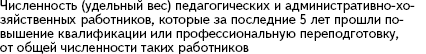 Численность (удельный вес) педагогических и административно-хо-
зяйственных работников, которые за последние 5 лет прошли по-
вышение квалификации или профессиональную переподготовку,
от общей численности таких работников